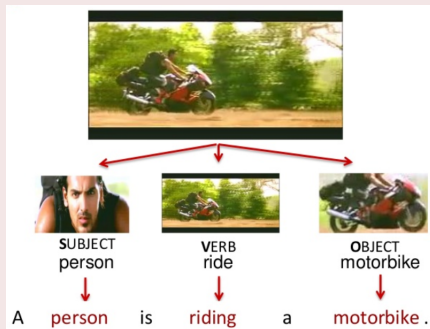 SUBJECT VERB OBJECT
person ride motorbike
A person is riding a motorbike .